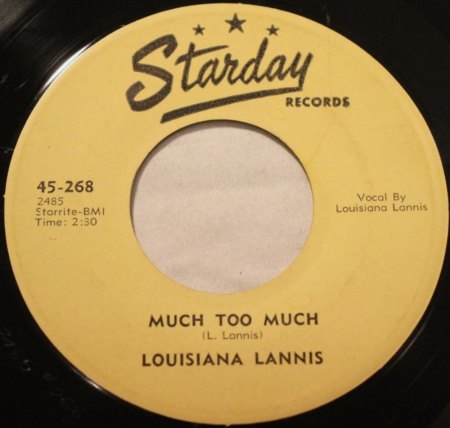 Starday
RECORDS
45-268
2485
Starrite-BMI
Time: 2:30
Vocal By
Louisiana Lannis
MUCH TOO MUCH
(L. Lannis)
LOUISIANA LANNIS